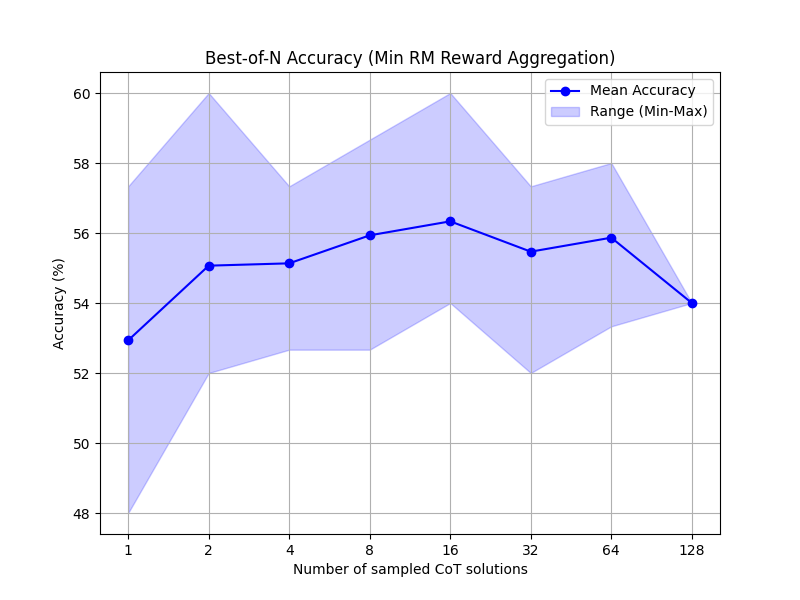 Best-of-N Accuracy (Min RM Reward Aggregation)
Mean Accuracy
Range (Min-Max)
Accuracy (%)
60
58
56
54
52
50
48
1 2 4 8 16 32 64 128
Number of sampled CoT solutions